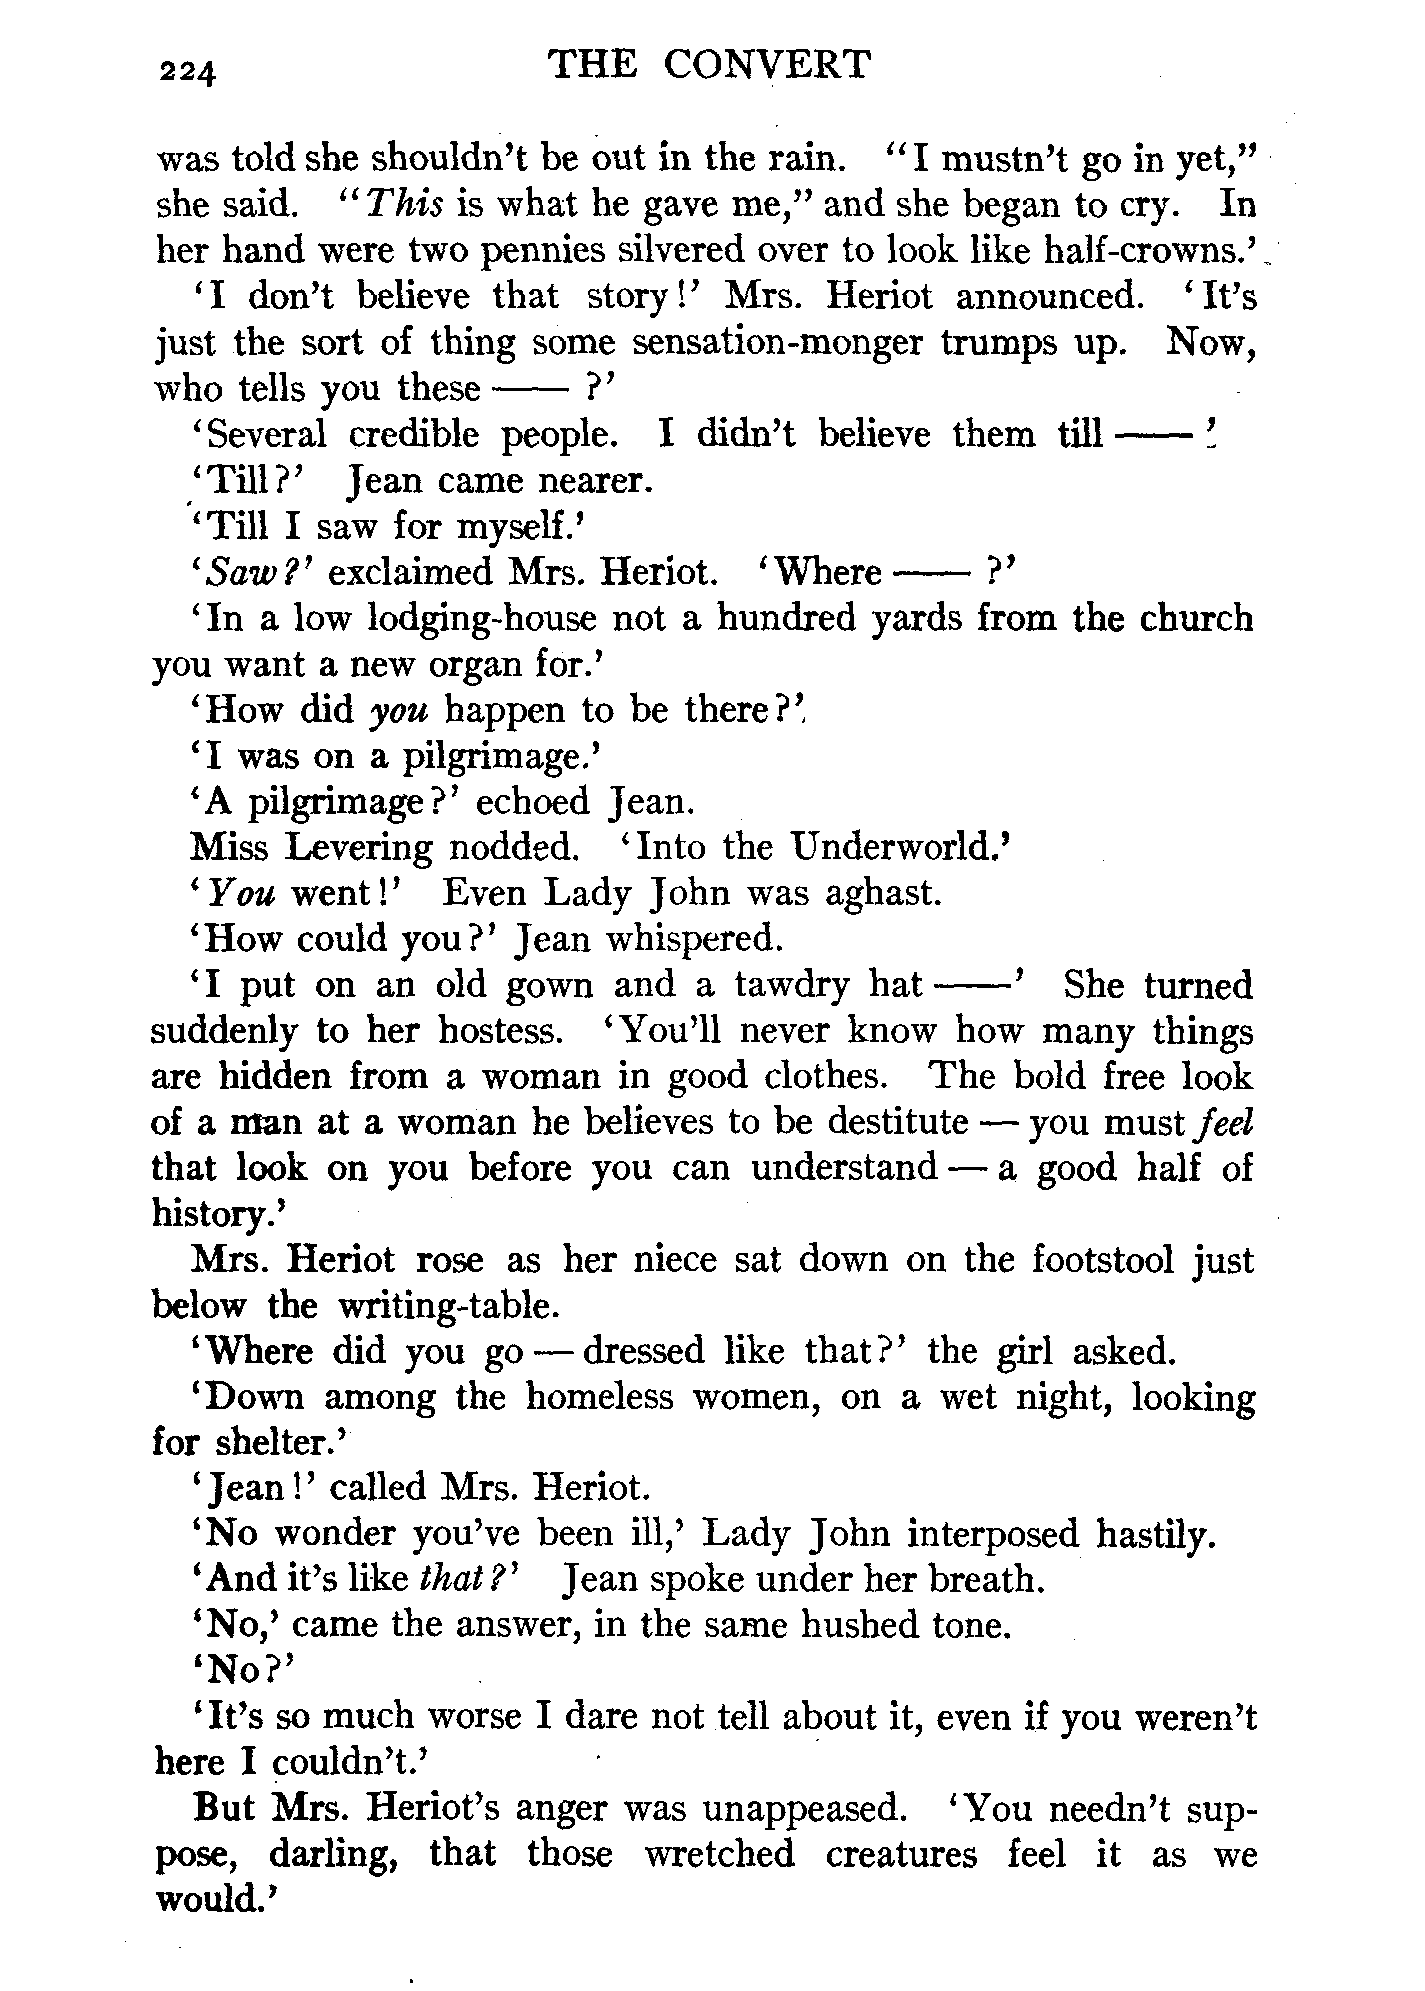 224
THE CONVERT
was told she shouldn't be out in the rain. "I mustn't go in yet,"
she said. "This is what he gave me," and she began to cry. In
her hand were two pennies silvered over to look like half-crowns.'
'I don't believe that story!' Mrs. Heriot announced. 'It's
just the sort of thing some sensation-monger trumps up. Now,
who tells you these —— ?'
'Several credible people. I didn't believe them till —— '
'Till?' Jean came nearer.
'Till I saw for myself.'
'Saw?' exclaimed Mrs. Heriot. 'Where —— ?'
'In a low lodging-house not a hundred yards from the church
you want a new organ for.'
'How did you happen to be there?'
'I was on a pilgrimage.'
'A pilgrimage?' echoed Jean.
Miss Levering nodded. 'Into the Underworld.'
'You went!' Even Lady John was aghast.
'How could you?' Jean whispered.
'I put on an old gown and a tawdry hat ——' She turned
suddenly to her hostess. 'You'll never know how many things
are hidden from a woman in good clothes. The bold free look
of a man at a woman he believes to be destitute — you must feel
that look on you before you can understand — a good half of
history.'
Mrs. Heriot rose as her niece sat down on the footstool just
below the writing-table.
'Where did you go — dressed like that?' the girl asked.
'Down among the homeless women, on a wet night, looking
for shelter.'
'Jean!' called Mrs. Heriot.
'No wonder you've been ill,' Lady John interposed hastily.
'And it's like that?' Jean spoke under her breath.
'No,' came the answer, in the same hushed tone.
'No?'
'It's so much worse I dare not tell about it, even if you weren't
here I couldn't.'
But Mrs. Heriot's anger was unappeased. 'You needn't sup-
pose, darling, that those wretched creatures feel it as we
would.'